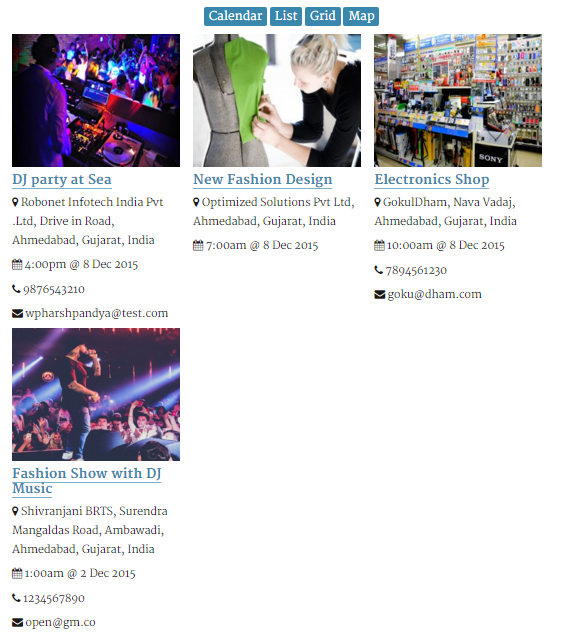 Calendar List Grid Map
DJ party at Sea
Robonet Infotech India Pvt
.Ltd, Drive in Road,
Ahmedabad, Gujarat, India
4:00pm @ 8 Dec 2015
9876543210
wpharshpandya@test.com
New Fashion Design
Optimized Solutions Pvt Ltd,
Ahmedabad, Gujarat, India
7:00am @ 8 Dec 2015
SONY
Electronics Shop
GokulDham, Nava Vadaj,
Ahmedabad, Gujarat, India
10:00am @ 8 Dec 2015
7894561230
goku@dham.com
Fashion Show with DJ
Music
Shivranjani BRTS, Surendra
Mangaldas Road, Ambawadi,
Ahmedabad, Gujarat, India
1:00am @ 2 Dec 2015
1234567890
open@gm.co